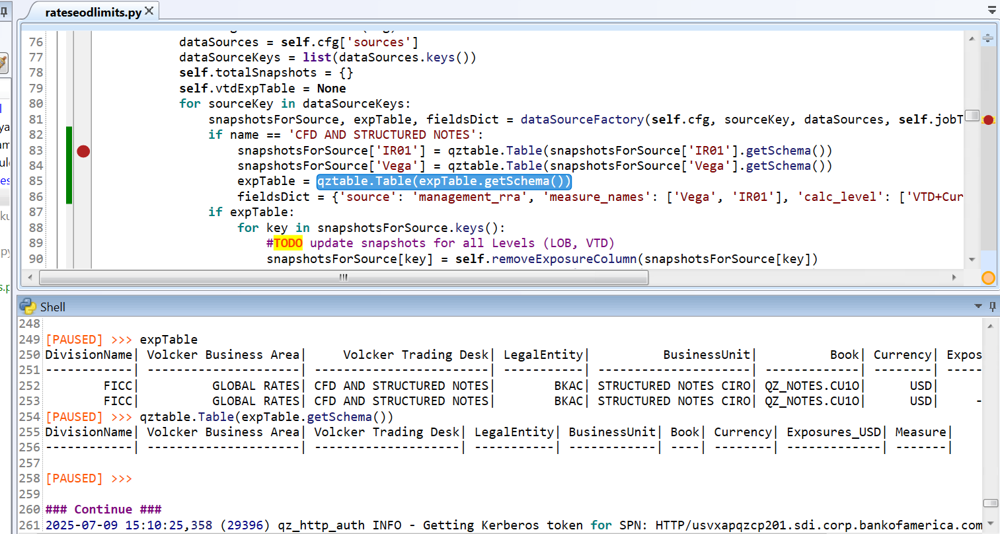 rateseodlimits.py
76 dataSources = self.cfg['sources']
77 dataSourceKeys = list(dataSources.keys())
78 self.totalSnapshots = {}
79 self.vtdExpTable = None
80 for sourceKey in dataSourceKeys:
81 snapshotsForSource, expTable, fieldsDict = dataSourceFactory(self.cfg, sourceKey, dataSources, self.jobT
82 if name == 'CFD AND STRUCTURED NOTES':
83 snapshotsForSource['IR01'] = qztable.Table(snapshotsForSource['IR01'].getSchema())
84 snapshotsForSource['Vega'] = qztable.Table(snapshotsForSource['Vega'].getSchema())
85 expTable = qztable.Table(expTable.getSchema())
86 fieldsDict = {'source': 'management_rra', 'measure_names': ['Vega', 'IR01'], 'calc_level': ['VTD+Cur
87 if expTable:
88 for key in snapshotsForSource.keys():
89 #TODO update snapshots for all Levels (LOB, VTD)
90 snapshotsForSource[key] = self.removeExposureColumn(snapshotsForSource[key])
Shell
248
249 [PAUSED] >>> expTable
250 DivisionName| Volcker Business Area| Volcker Trading Desk| LegalEntity| BusinessUnit| Book| Currency| Expos
251 ------------| ---------------------| ------------------------| -----------| ---------------------| -------------| --------| -----
252 FICC| GLOBAL RATES| CFD AND STRUCTURED NOTES| BKAC| STRUCTURED NOTES CIRO| QZ_NOTES.CU1O| USD|
253 FICC| GLOBAL RATES| CFD AND STRUCTURED NOTES| BKAC| STRUCTURED NOTES CIRO| QZ_NOTES.CU1O| USD| -
254 [PAUSED] >>> qztable.Table(expTable.getSchema())
255 DivisionName| Volcker Business Area| Volcker Trading Desk| LegalEntity| BusinessUnit| Book| Currency| Exposures_USD| Measure|
256 ------------| ---------------------| --------------------| -----------| ------------| ----| --------| -------------| -------|
257
258 [PAUSED] >>>
259
260 ### Continue ###
261 2025-07-09 15:10:25,358 (29396) qz_http_auth INFO - Getting Kerberos token for SPN: HTTP/usvxapqzcp201.sdi.corp.bankofamerica.com